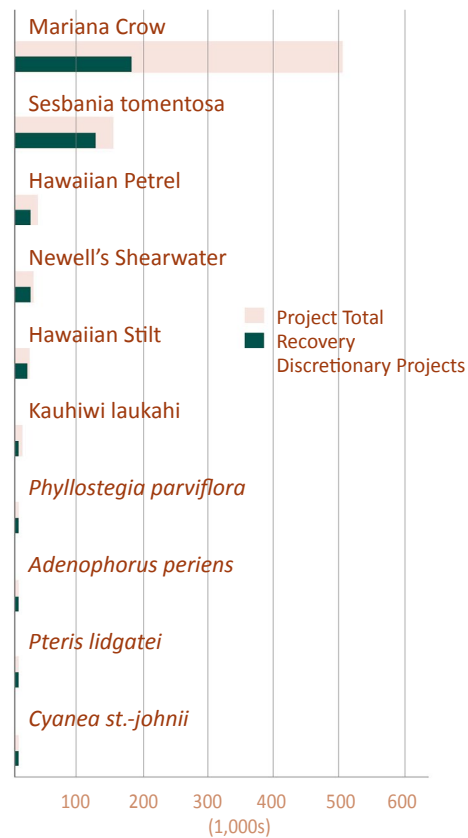 Mariana Crow
Sesbania tomentosa
Hawaiian Petrel
Newell’s Shearwater
Hawaiian Stilt
Project Total
Recovery
Discretionary Projects
Kauhiwi laukahi
Phyllostegia parviflora
Adenophorus periens
Pteris lidgatei
Cyanea st.-johnii
100 200 300 400 500 600
(1,000s)